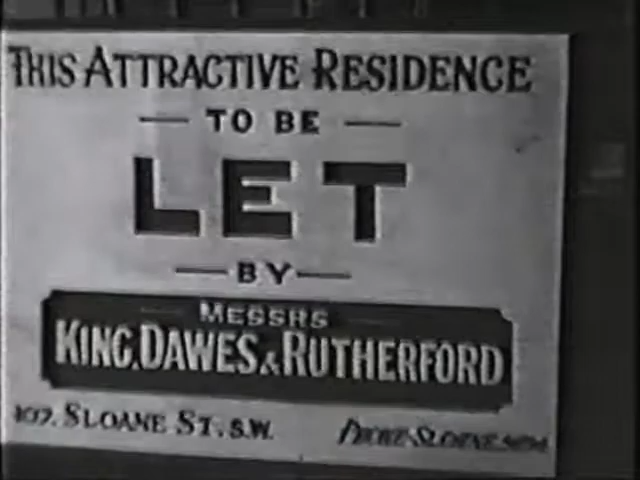 THIS ATTRACTIVE RESIDENCE
TO BE
LET
BY
MESSRS
KING, DAWES & RUTHERFORD
107, SLOANE ST. S.W. PHONE-SLOANE